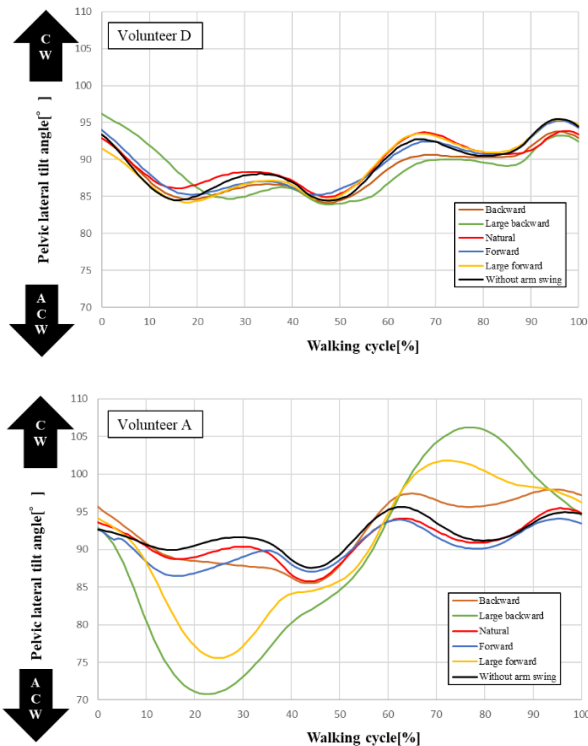 110
C
W
Volunteer D
105
100
95
90
85
80
75
70
Pelvic lateral tilt angle[° ]
A
C
W
Backward
Large backward
Natural
Forward
Large forward
Without arm swing
0 10 20 30 40 50 60 70 80 90 100
Walking cycle[%]
110
C
W
Volunteer A
105
100
95
90
85
80
75
70
Pelvic lateral tilt angle[° ]
A
C
W
Backward
Large backward
Natural
Forward
Large forward
Without arm swing
0 10 20 30 40 50 60 70 80 90 100
Walking cycle[%]